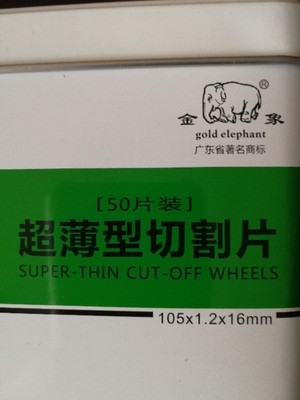 ®
金 象
gold elephant
广东省著名商标
[50片装]
超薄型切割片
SUPER-THIN CUT-OFF WHEELS
105x1.2x16mm